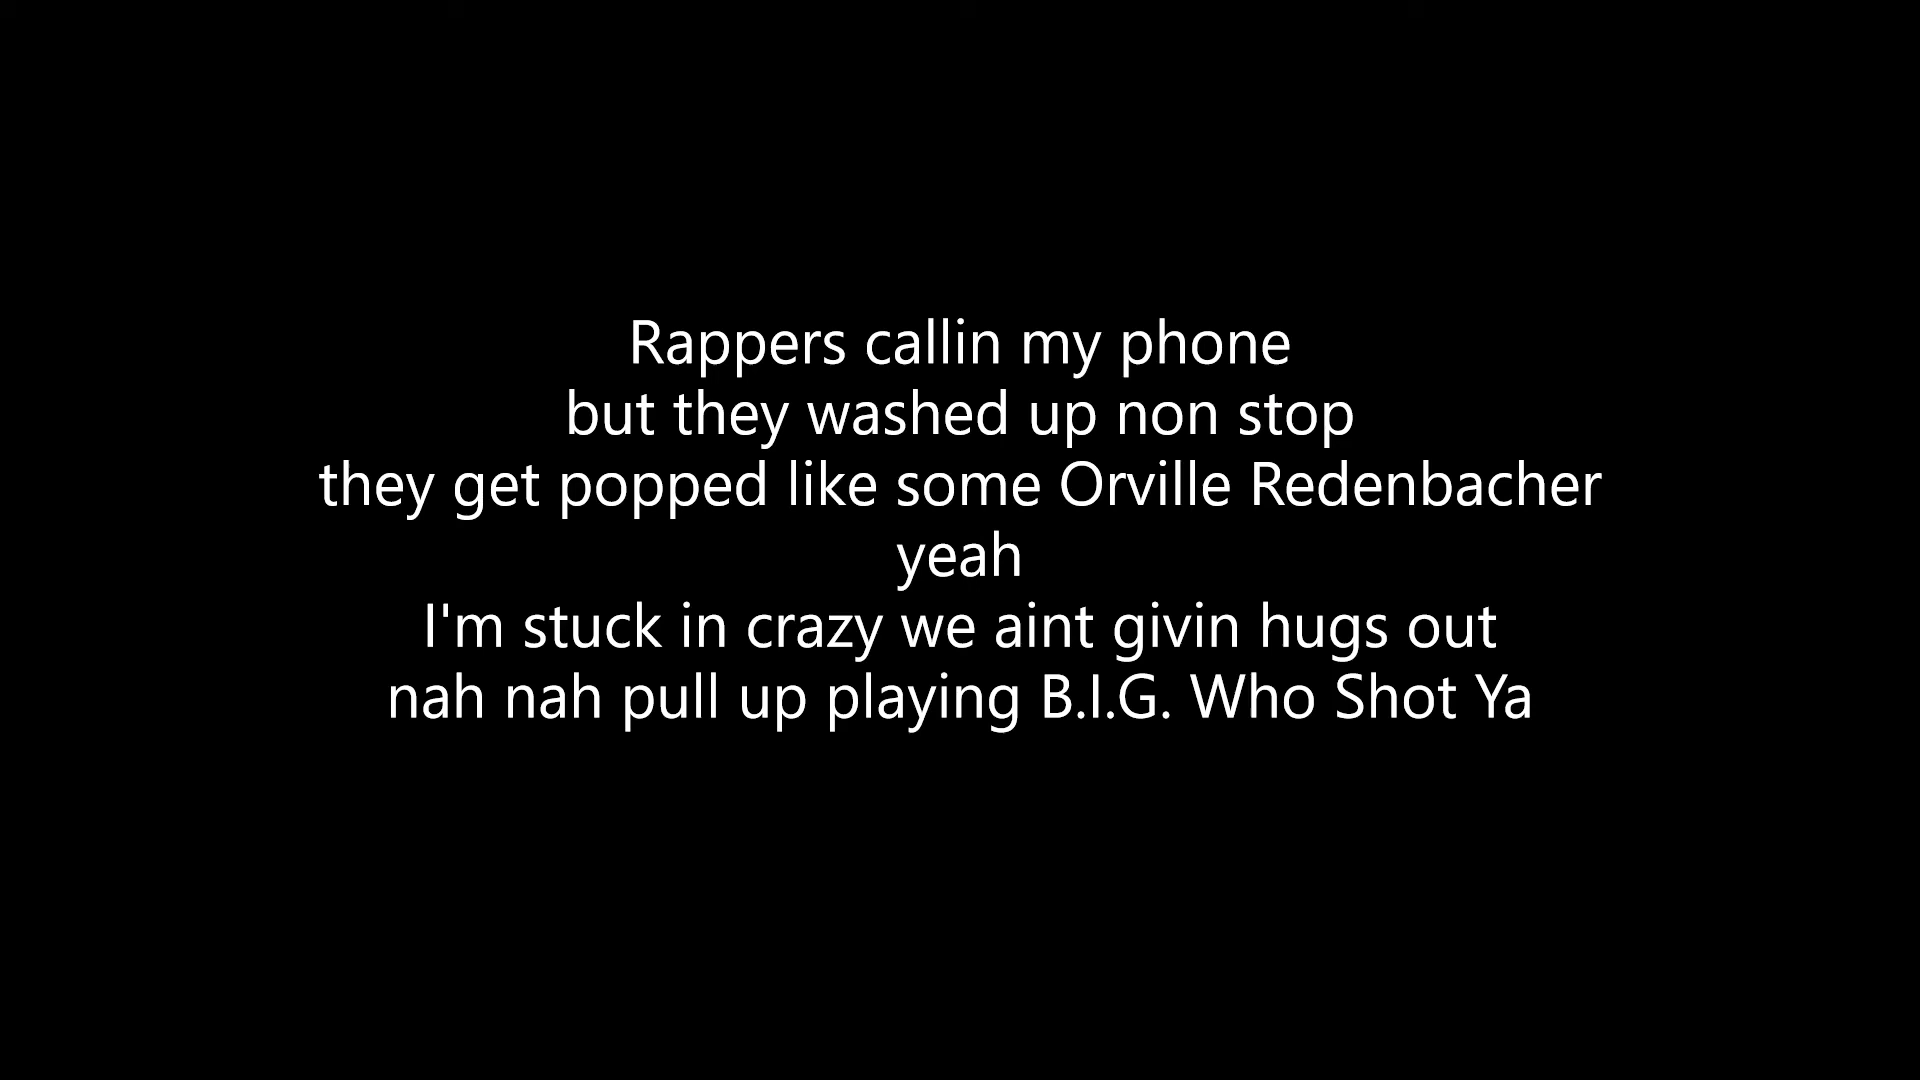 Rappers callin my phone
but they washed up non stop
they get popped like some Orville Redenbacher
yeah
I'm stuck in crazy we aint givin hugs out
nah nah pull up playing B.I.G. Who Shot Ya